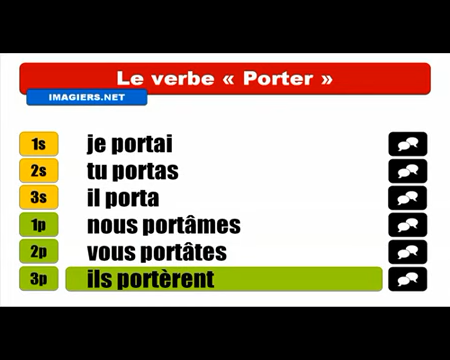 Le verbe « Porter »
IMAGIERS.NET
1s je portai
2s tu portas
3s il porta
1p nous portâmes
2p vous portâtes
3p ils portèrent